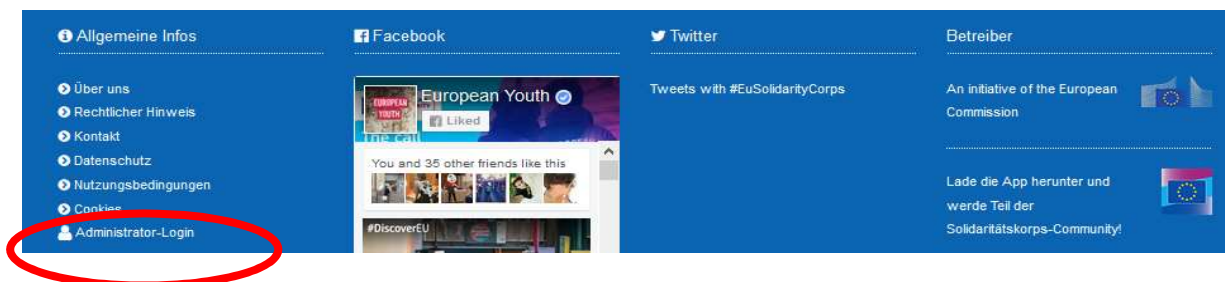 Allgemeine Infos
Über uns
Rechtlicher Hinweis
Kontakt
Datenschutz
Nutzungsbedingungen
Cookies
Administrator-Login
Facebook
EUROPEAN
YOUTH
European Youth
Liked
The call
You and 35 other friends like this
#DiscoverEU
Twitter
Tweets with #EuSolidarityCorps
Betreiber
An initiative of the European
Commission
Lade die App herunter und
werde Teil der
Solidaritätskorps-Community!